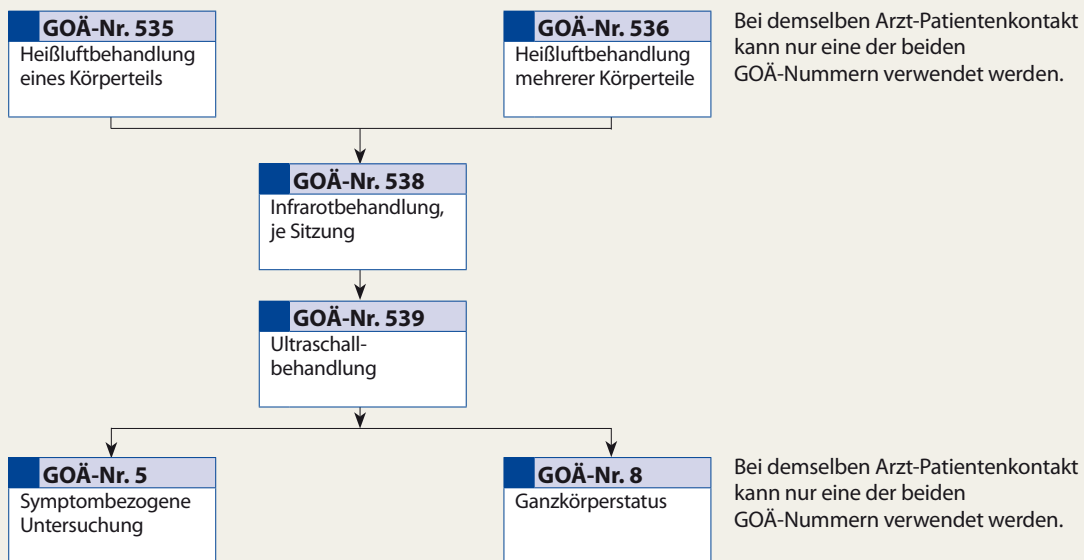 GOÄ-Nr. 535
Heißluftbehandlung
eines Körperteils
GOÄ-Nr. 536
Heißluftbehandlung
mehrerer Körperteile
Bei demselben Arzt-Patientenkontakt
kann nur eine der beiden
GOÄ-Nummern verwendet werden.
GOÄ-Nr. 538
Infrarotbehandlung,
je Sitzung
GOÄ-Nr. 539
Ultraschall-
behandlung
GOÄ-Nr. 5
Symptombezogene
Untersuchung
GOÄ-Nr. 8
Ganzkörperstatus
Bei demselben Arzt-Patientenkontakt
kann nur eine der beiden
GOÄ-Nummern verwendet werden.